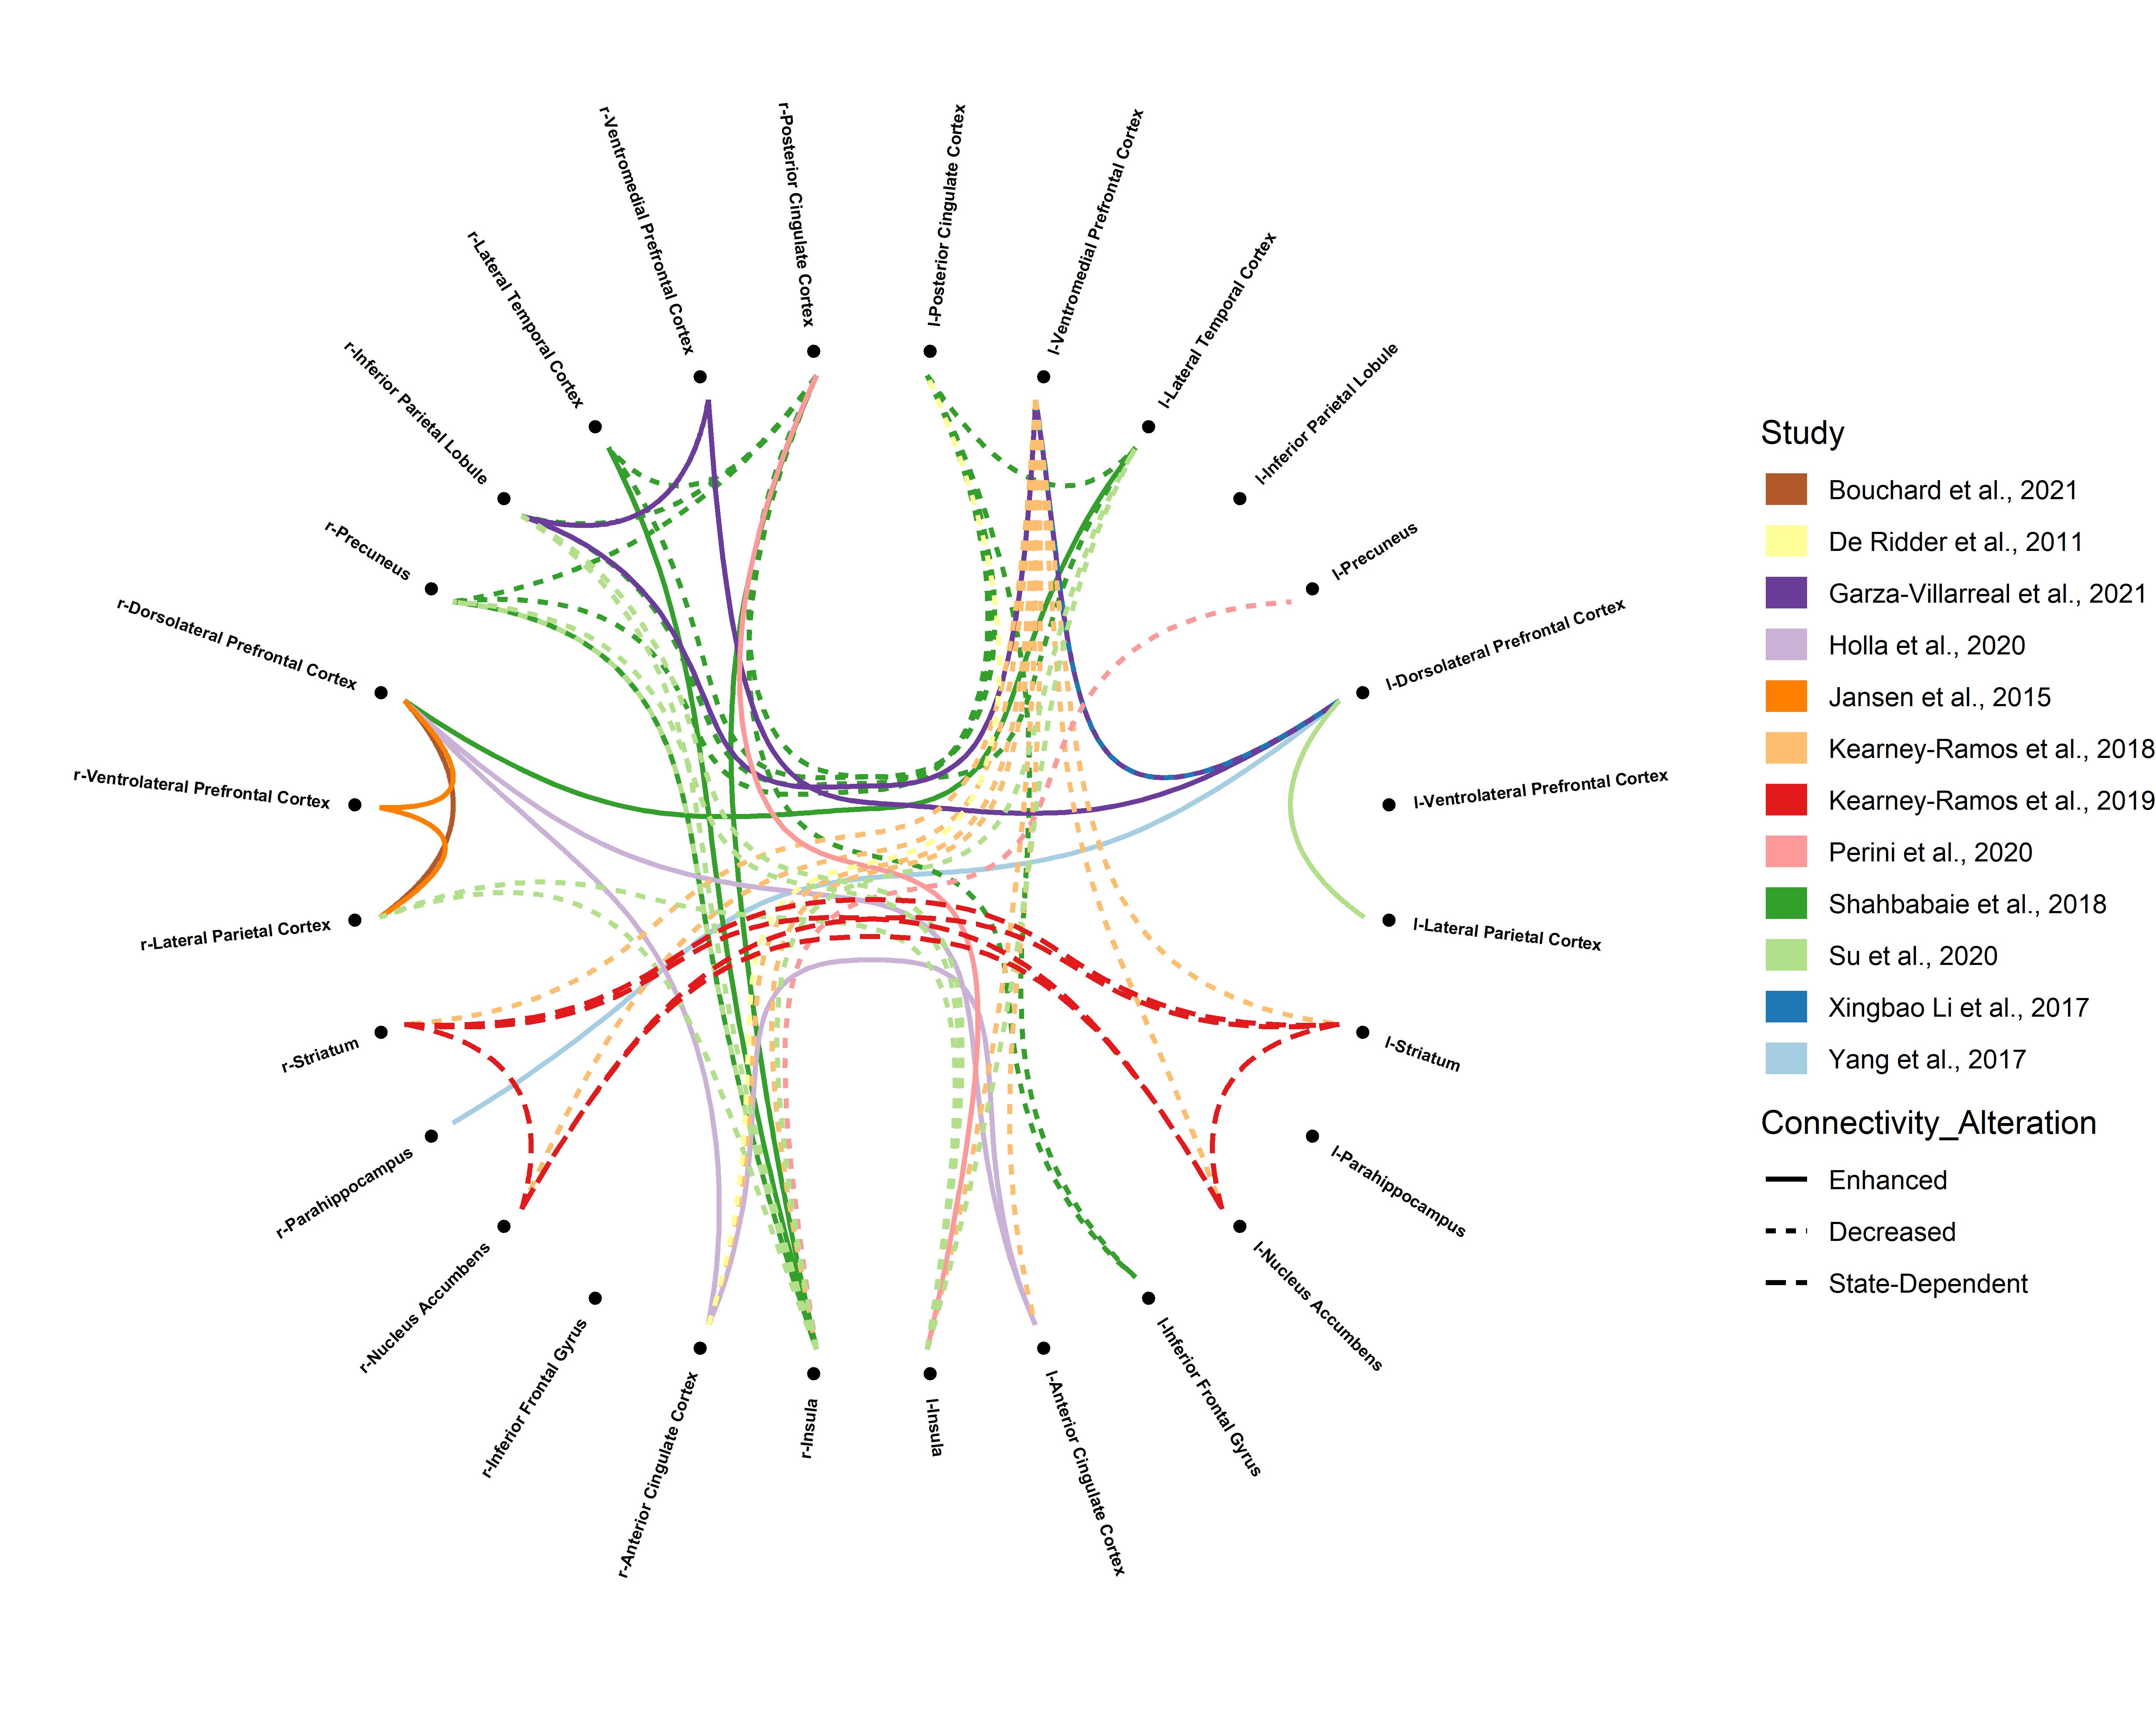 r-Posterior Cingulate Cortex
l-Posterior Cingulate Cortex
r-Ventromedial Prefrontal Cortex
l-Ventromedial Prefrontal Cortex
r-Lateral Temporal Cortex
l-Lateral Temporal Cortex
r-Inferior Parietal Lobule
l-Inferior Parietal Lobule
r-Precuneus
l-Precuneus
r-Dorsolateral Prefrontal Cortex
l-Dorsolateral Prefrontal Cortex
r-Ventrolateral Prefrontal Cortex
l-Ventrolateral Prefrontal Cortex
r-Lateral Parietal Cortex
l-Lateral Parietal Cortex
r-Striatum
l-Striatum
r-Parahippocampus
l-Parahippocampus
r-Nucleus Accumbens
l-Nucleus Accumbens
r-Inferior Frontal Gyrus
l-Inferior Frontal Gyrus
r-Anterior Cingulate Cortex
l-Anterior Cingulate Cortex
r-Insula
l-Insula
Study
Bouchard et al., 2021
De Ridder et al., 2011
Garza-Villarreal et al., 2021
Holla et al., 2020
Jansen et al., 2015
Kearney-Ramos et al., 2018
Kearney-Ramos et al., 2019
Perini et al., 2020
Shahbabaie et al., 2018
Su et al., 2020
Xingbao Li et al., 2017
Yang et al., 2017
Connectivity_Alteration
Enhanced
Decreased
State-Dependent